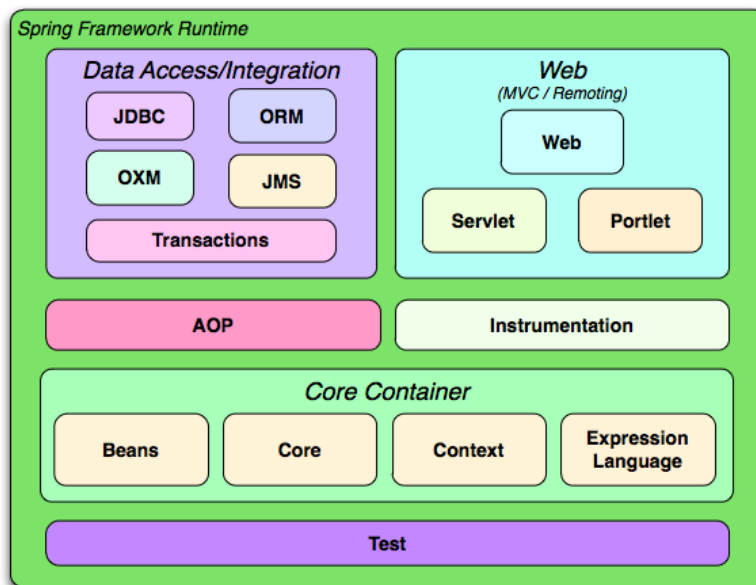 Spring Framework Runtime
Data Access/Integration
JDBC
ORM
OXM
JMS
Transactions
Web
(MVC / Remoting)
Web
Servlet
Portlet
AOP
Instrumentation
Core Container
Beans
Core
Context
Expression
Language
Test